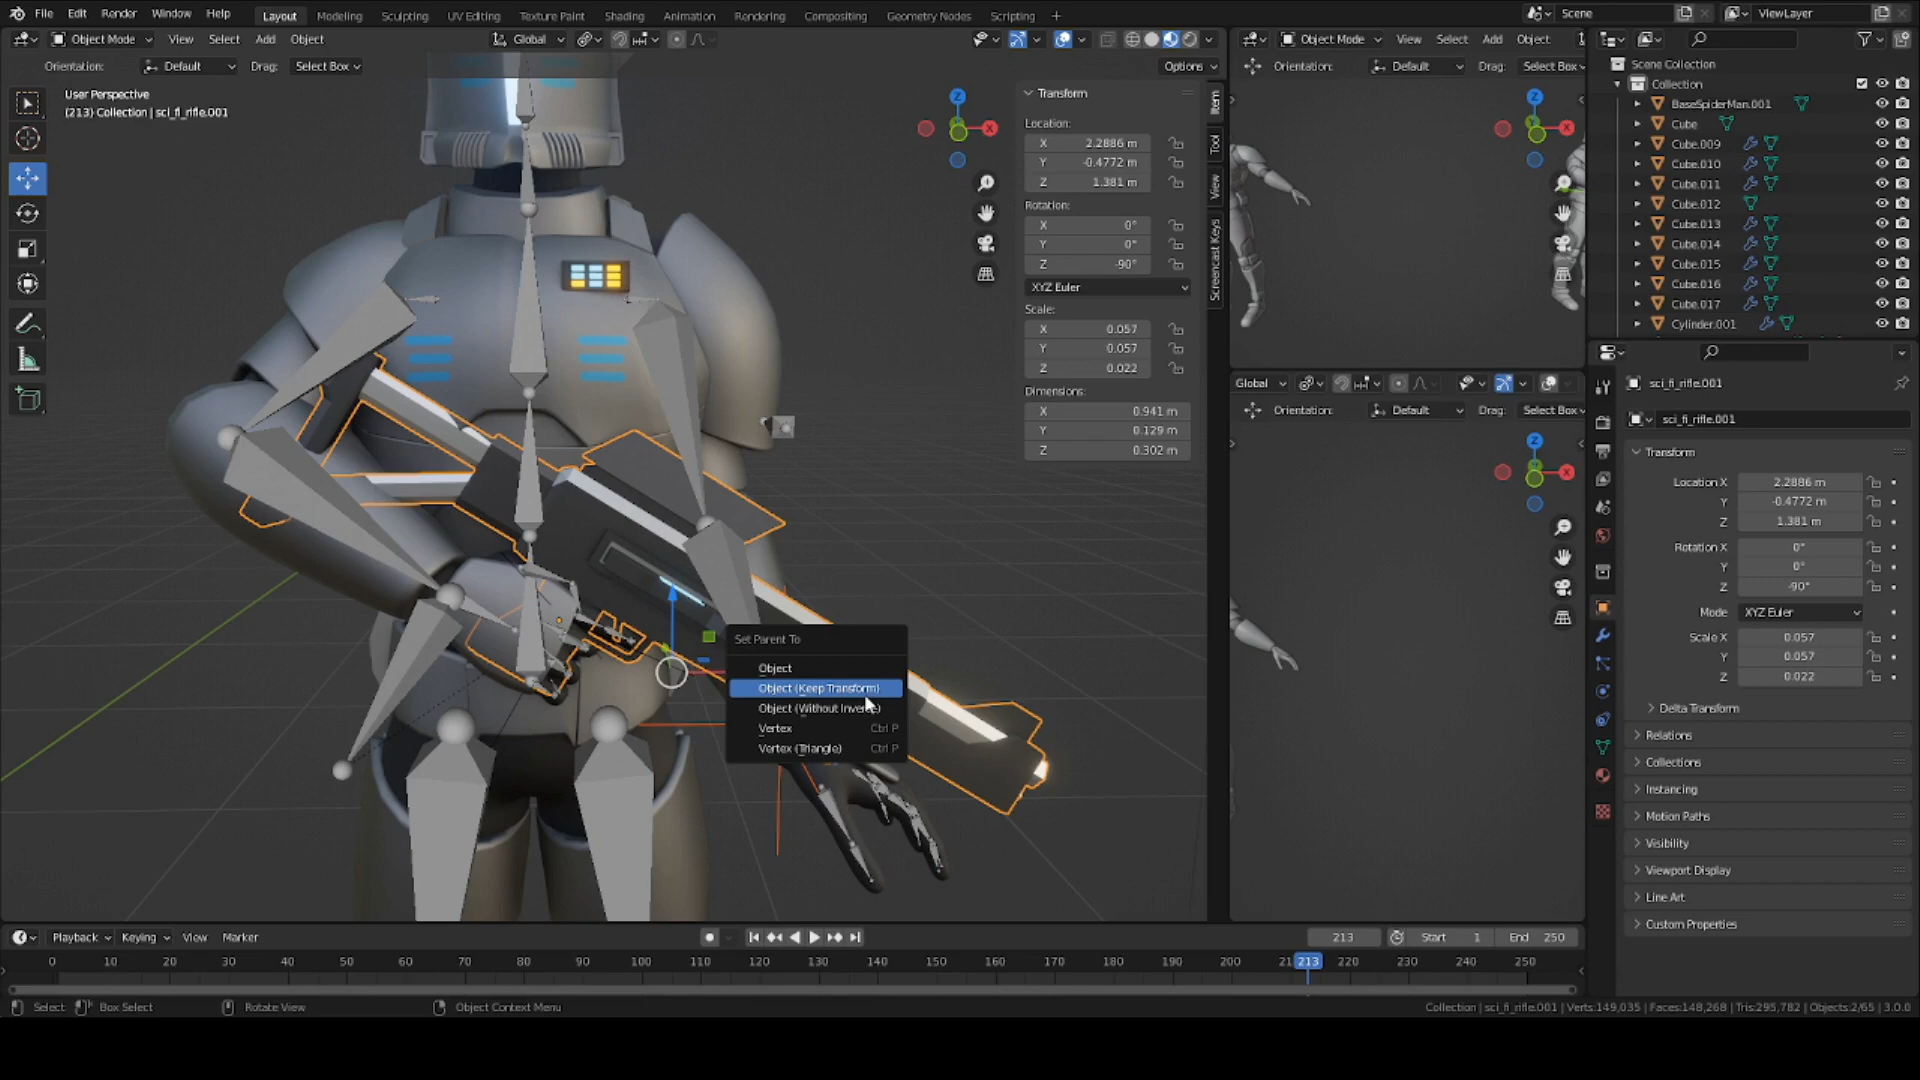 File Edit Render Window Help Layout Modeling Sculpting UV Editing Texture Paint Shading Animation Rendering Compositing Geometry Nodes Scripting + Scene ViewLayer
Object Mode View Select Add Object Global Object Mode View Select Add Object
Orientation: Default Drag: Select Box Options Orientation: Default Drag: Select Box
User Perspective
(213) Collection | sci_fi_rifle.001
Transform
Location:
X 2.2886 m
Y -0.4772 m
Z 1.381 m
Rotation:
X 0°
Y 0°
Z -90°
XYZ Euler
Scale:
X 0.057
Y 0.057
Z 0.022
Dimensions:
X 0.941 m
Y 0.129 m
Z 0.302 m
Item
Tool
View
Screencast Keys
Z
X
Z
X
Set Parent To
Object
Object (Keep Transform)
Object (Without Inverse)
Vertex Ctrl P
Vertex (Triangle) Ctrl P
Global
Orientation: Default Drag: Select Box
Z
X
Scene Collection
Collection
BaseSpiderMan.001
Cube
Cube.009
Cube.010
Cube.011
Cube.012
Cube.013
Cube.014
Cube.015
Cube.016
Cube.017
Cylinder.001
sci_fi_rifle.001
sci_fi_rifle.001
Transform
Location X 2.2886 m
Y -0.4772 m
Z 1.381 m
Rotation X 0°
Y 0°
Z -90°
Mode XYZ Euler
Scale X 0.057
Y 0.057
Z 0.022
Delta Transform
Relations
Collections
Instancing
Motion Paths
Visibility
Viewport Display
Line Art
Custom Properties
Playback Keying View Marker 213 Start 1 End 250
0 10 20 30 40 50 60 70 80 90 100 110 120 130 140 150 160 170 180 190 200 21 213 220 230 240 250
Select Box Select Rotate View Object Context Menu Collection | sci_fi_rifle.001 | Verts:149,035 | Faces:148,268 | Tris:295,782 | Objects:2/65 | 3.0.0